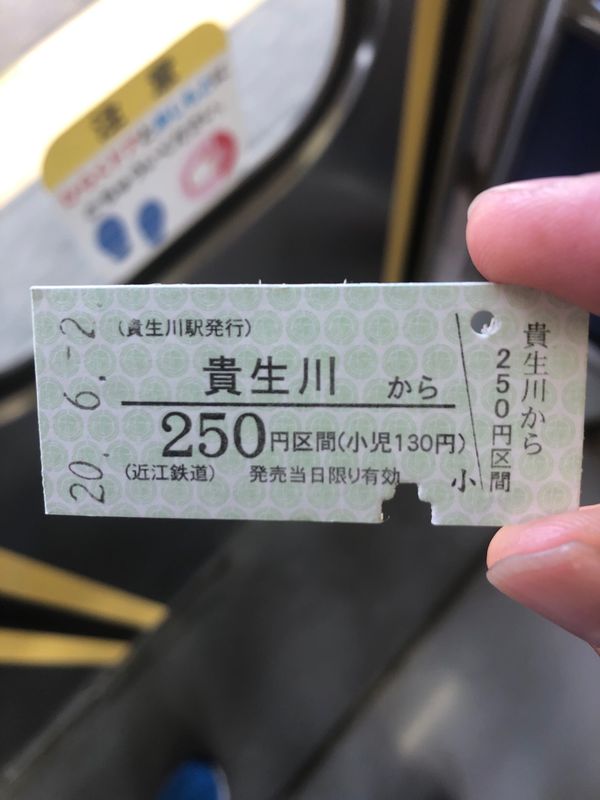 注意
20. 6. -2.
(貴生川駅発行)
貴生川 から
250円区間(小児130円)
(近江鉄道) 発売当日限り有効
小
貴生川から
250円区間